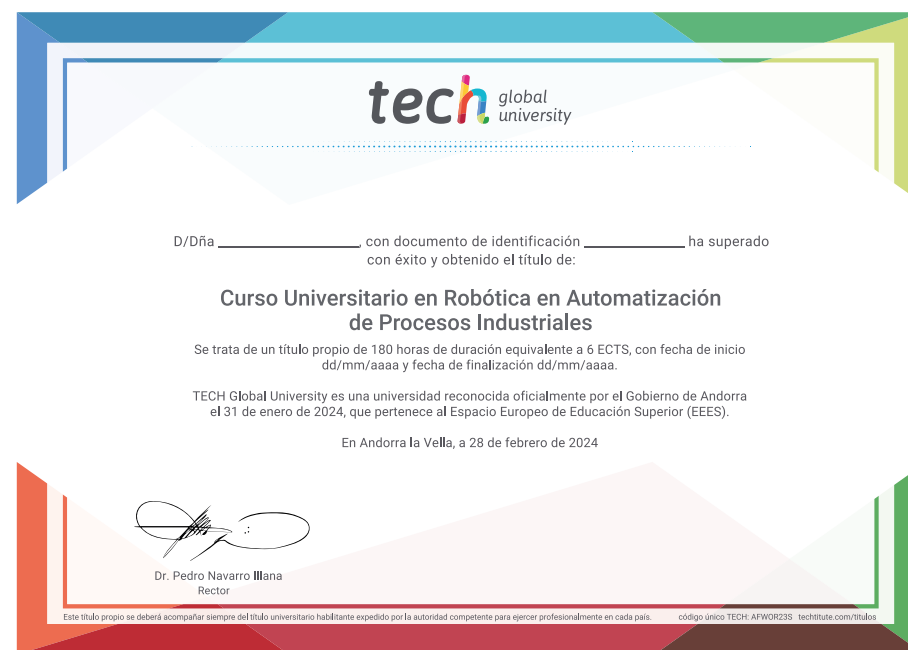 tech global university
D/Dña ____________________, con documento de identificación ______________ ha superado
con éxito y obtenido el título de:
Curso Universitario en Robótica en Automatización
de Procesos Industriales
Se trata de un título propio de 180 horas de duración equivalente a 6 ECTS, con fecha de inicio
dd/mm/aaaa y fecha de finalización dd/mm/aaaa.
TECH Global University es una universidad reconocida oficialmente por el Gobierno de Andorra
el 31 de enero de 2024, que pertenece al Espacio Europeo de Educación Superior (EEES).
En Andorra la Vella, a 28 de febrero de 2024
Dr. Pedro Navarro Illana
Rector
Este título propio se deberá acompañar siempre del título universitario habilitante expedido por la autoridad competente para ejercer profesionalmente en cada país. código único TECH: AFWOR23S techtitute.com/titulos